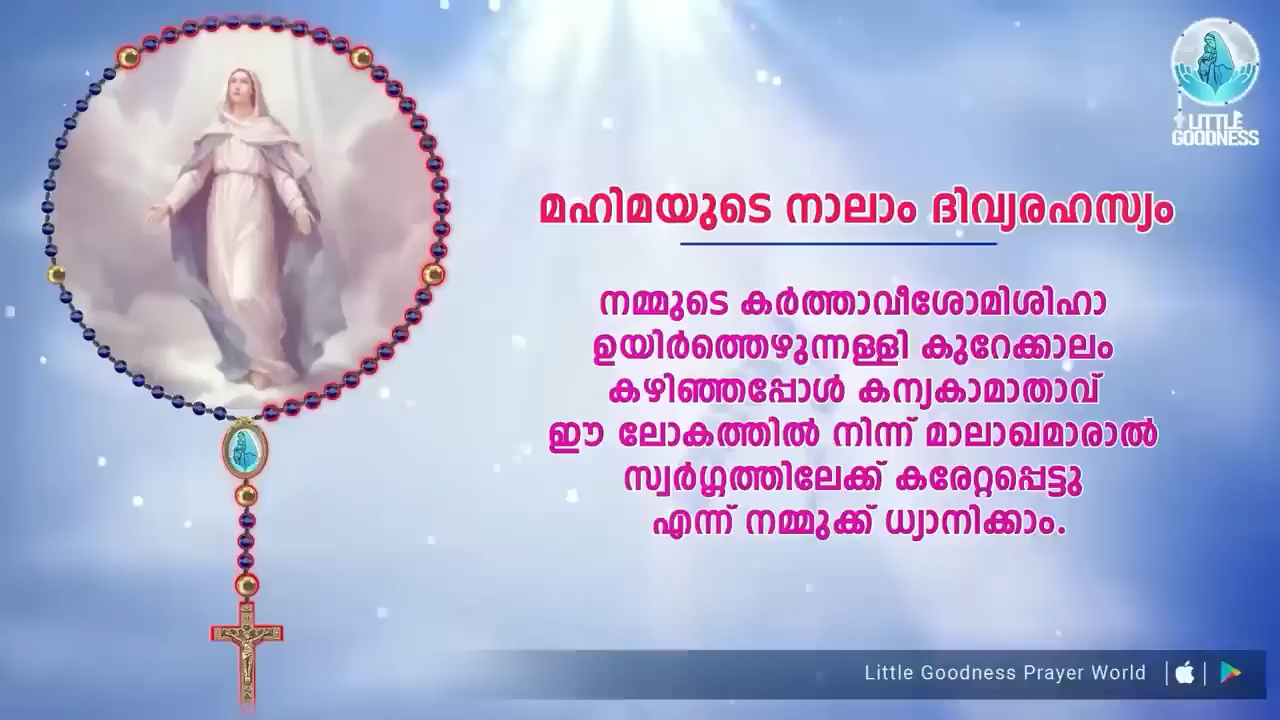 LITTLE
GOODNESS
മഹിമയുടെ നാലാം ദിവ്യരഹസ്യം
നമ്മുടെ കർത്താവീശോമിശിഹാ
ഉയിർത്തെഴുന്നള്ളി കുറേക്കാലം
കഴിഞ്ഞപ്പോൾ കന്യകാമാതാവ്
ഈ ലോകത്തിൽ നിന്ന് മാലാഖമാരാൽ
സ്വർഗ്ഗത്തിലേക്ക് കരേറ്റപ്പെട്ടു
എന്ന് നമ്മുക്ക് ധ്യാനിക്കാം.
Little Goodness Prayer World